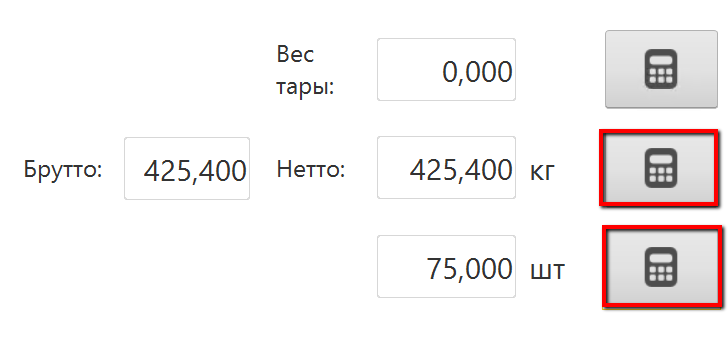 Вес
тары:
0,000
Брутто:
425,400
Нетто:
425,400
кг
75,000
шт